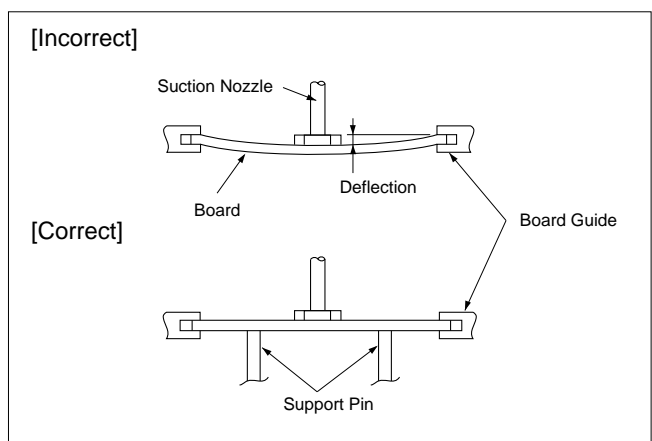 [Incorrect]
Suction Nozzle
Deflection
Board
Board Guide
[Correct]
Support Pin